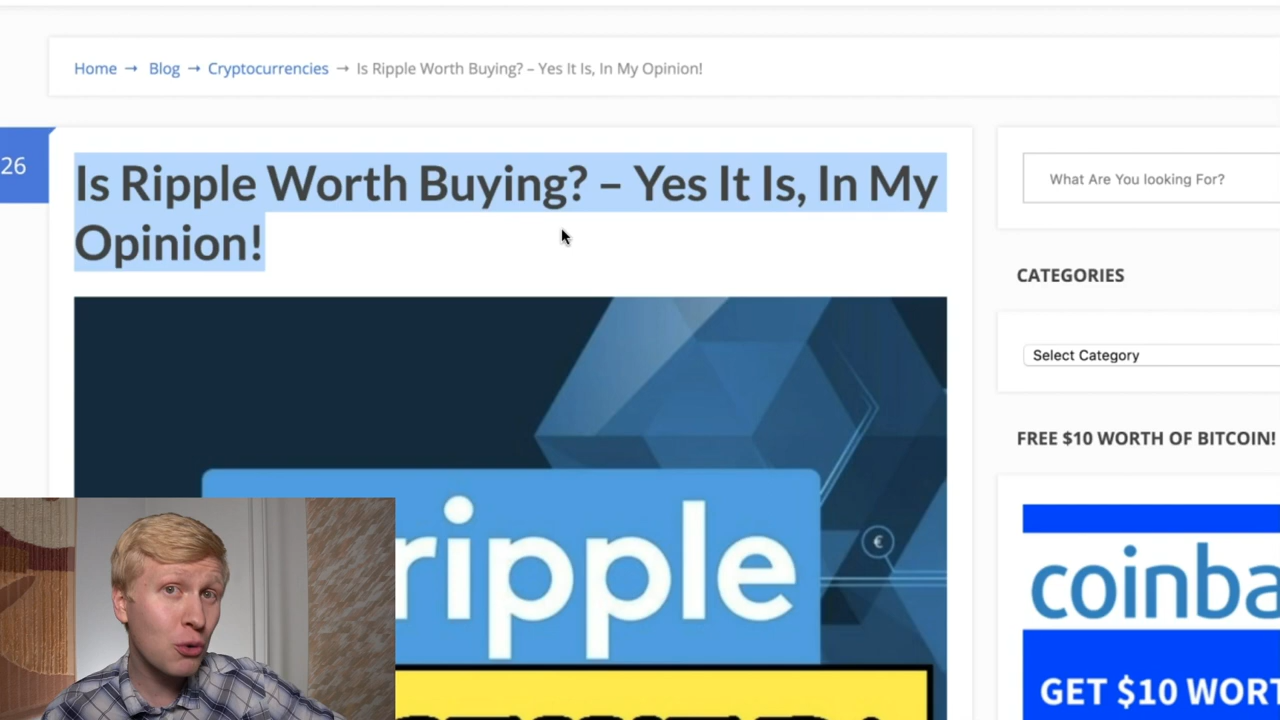 Home → Blog → Cryptocurrencies → Is Ripple Worth Buying? – Yes It Is, In My Opinion!
26
Is Ripple Worth Buying? – Yes It Is, In My
Opinion!
What Are You looking For?
CATEGORIES
Select Category
FREE $10 WORTH OF BITCOIN!
€
ripple
coinba
GET $10 WORT